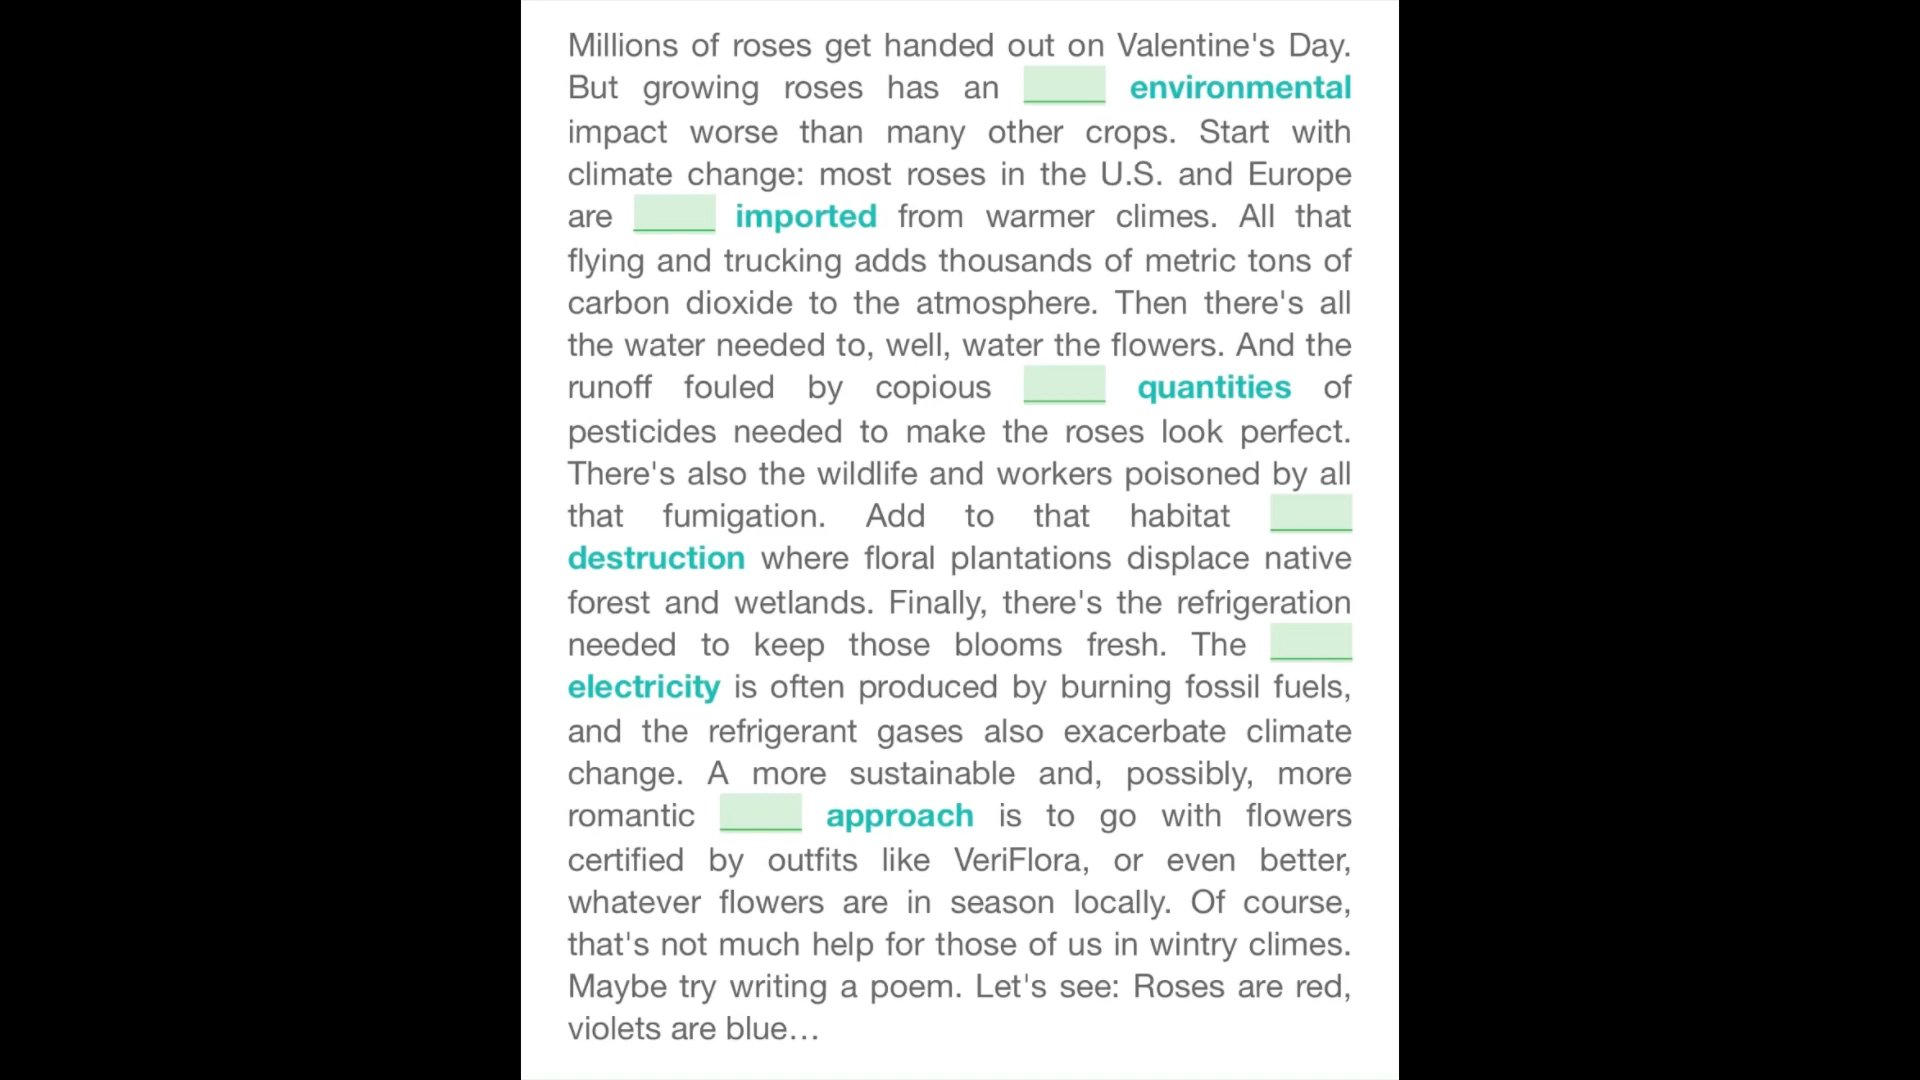 Millions of roses get handed out on Valentine's Day.
But growing roses has an environmental
impact worse than many other crops. Start with
climate change: most roses in the U.S. and Europe
are imported from warmer climes. All that
flying and trucking adds thousands of metric tons of
carbon dioxide to the atmosphere. Then there's all
the water needed to, well, water the flowers. And the
runoff fouled by copious quantities of
pesticides needed to make the roses look perfect.
There's also the wildlife and workers poisoned by all
that fumigation. Add to that habitat
destruction where floral plantations displace native
forest and wetlands. Finally, there's the refrigeration
needed to keep those blooms fresh. The
electricity is often produced by burning fossil fuels,
and the refrigerant gases also exacerbate climate
change. A more sustainable and, possibly, more
romantic approach is to go with flowers
certified by outfits like VeriFlora, or even better,
whatever flowers are in season locally. Of course,
that's not much help for those of us in wintry climes.
Maybe try writing a poem. Let's see: Roses are red,
violets are blue…